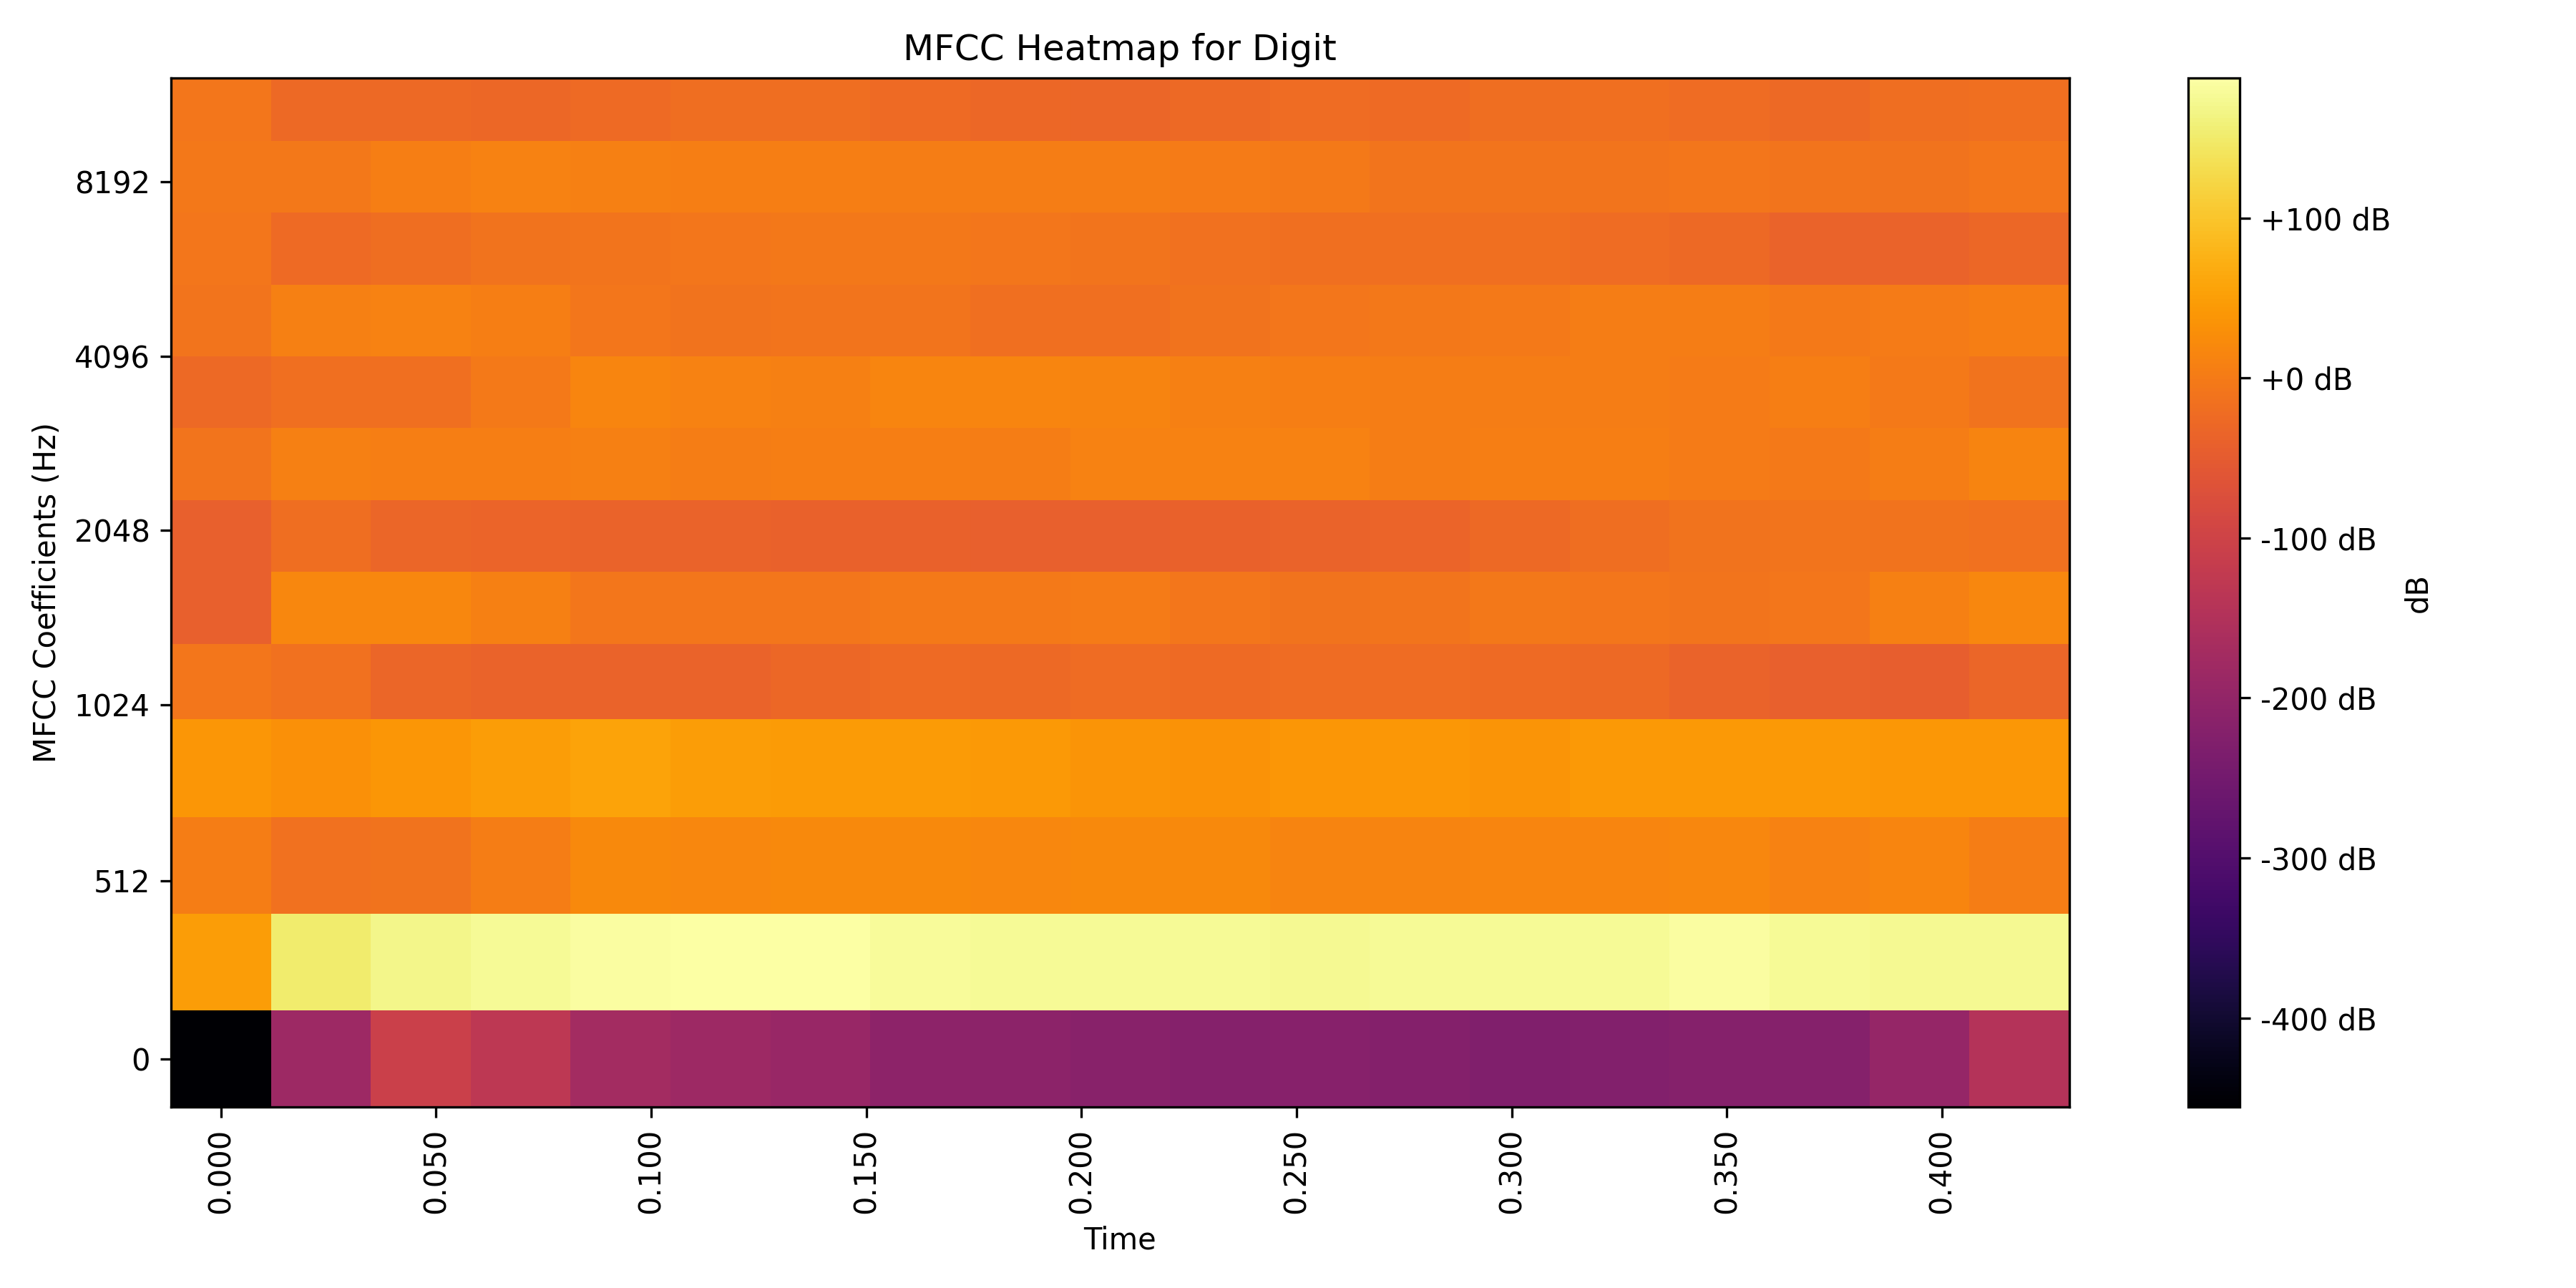 MFCC Heatmap for Digit
MFCC Coefficients (Hz)
8192
4096
2048
1024
512
0
0.000
0.050
0.100
0.150
0.200
0.250
0.300
0.350
0.400
Time
+100 dB
+0 dB
-100 dB
-200 dB
-300 dB
-400 dB
dB